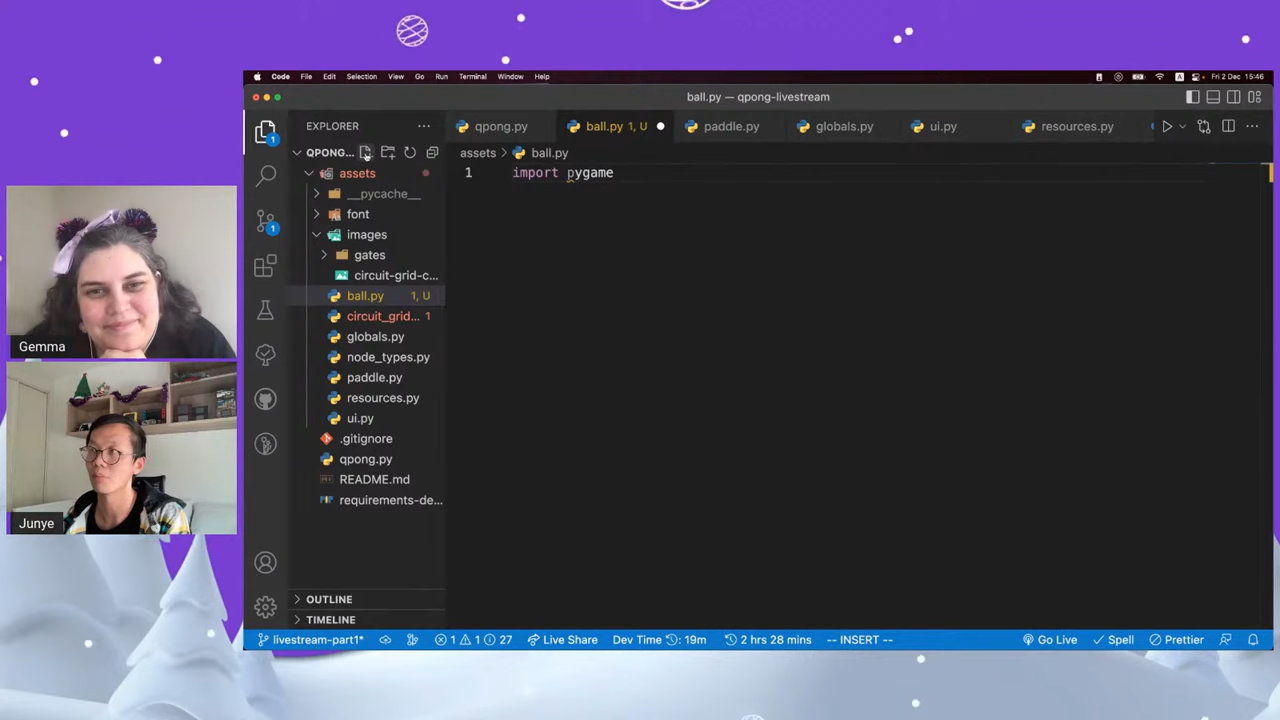 Code File Edit Selection View Go Run Terminal Window Help
A Fri 2 Dec 15:46
ball.py — qpong-livestream
EXPLORER
qpong.py
ball.py 1, U
paddle.py
globals.py
ui.py
resources.py
QPONG...
assets > ball.py
1 import pygame
assets
__pycache__
font
images
gates
circuit-grid-c...
ball.py 1, U
circuit_grid... 1
globals.py
node_types.py
paddle.py
resources.py
ui.py
.gitignore
qpong.py
README.md
requirements-de...
1
1
Gemma
Junye
OUTLINE
TIMELINE
livestream-part1* 1 1 27 Live Share Dev Time: 19m 2 hrs 28 mins -- INSERT -- Go Live Spell Prettier